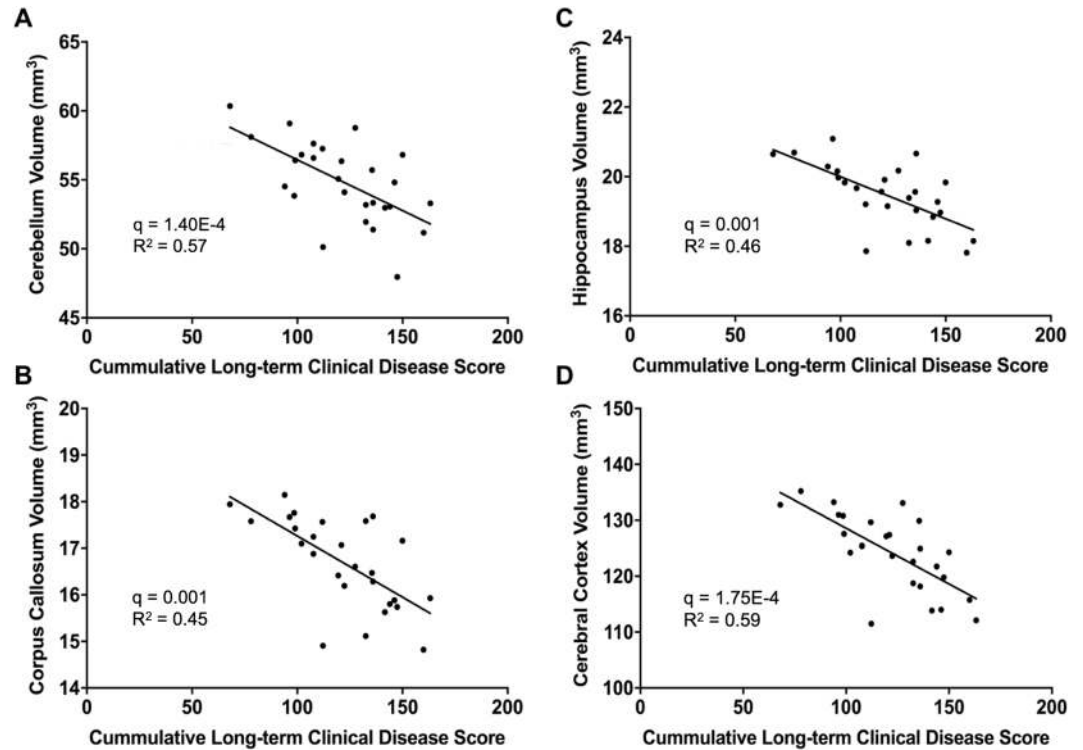 A
Cerebellum Volume (mm³)
65
60
55
50
45
q = 1.40E-4
R² = 0.57
0
50
100
150
200
Cummulative Long-term Clinical Disease Score
B
Corpus Callosum Volume (mm³)
20
19
18
17
16
15
14
q = 0.001
R² = 0.45
0
50
100
150
200
Cummulative Long-term Clinical Disease Score
C
Hippocampus Volume (mm³)
24
22
20
18
16
q = 0.001
R² = 0.46
0
50
100
150
200
Cummulative Long-term Clinical Disease Score
D
Cerebral Cortex Volume (mm³)
150
140
130
120
110
100
q = 1.75E-4
R² = 0.59
0
50
100
150
200
Cummulative Long-term Clinical Disease Score